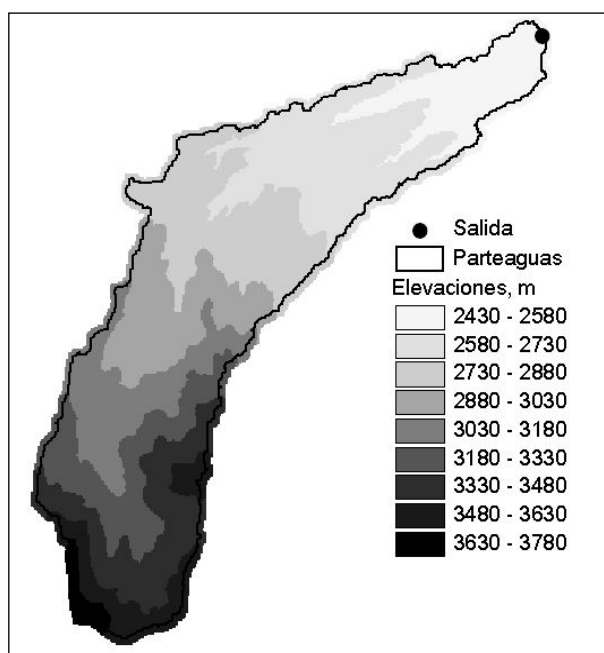 Salida
Parteaguas
Elevaciones, m
2430 - 2580
2580 - 2730
2730 - 2880
2880 - 3030
3030 - 3180
3180 - 3330
3330 - 3480
3480 - 3630
3630 - 3780